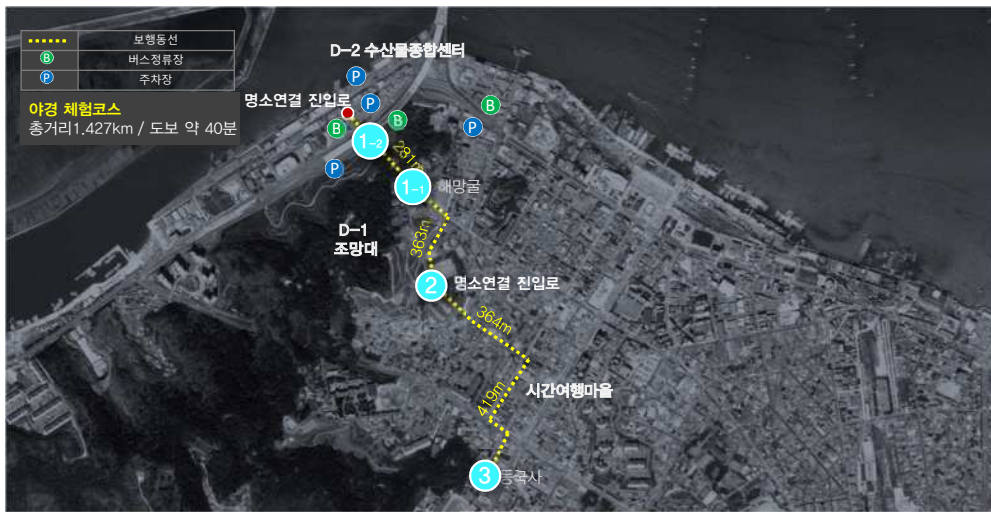 보행동선
B 버스정류장
P 주차장
야경 체험코스
총거리1.427km / 도보 약 40분
D-2 수산물종합센터
P
명소연결 진입로
P
B
B
B
P
1-2
P
281m
1-1 해망굴
D-1
조망대
363m
2 명소연결 진입로
364m
시간여행마을
419m
3 동국사